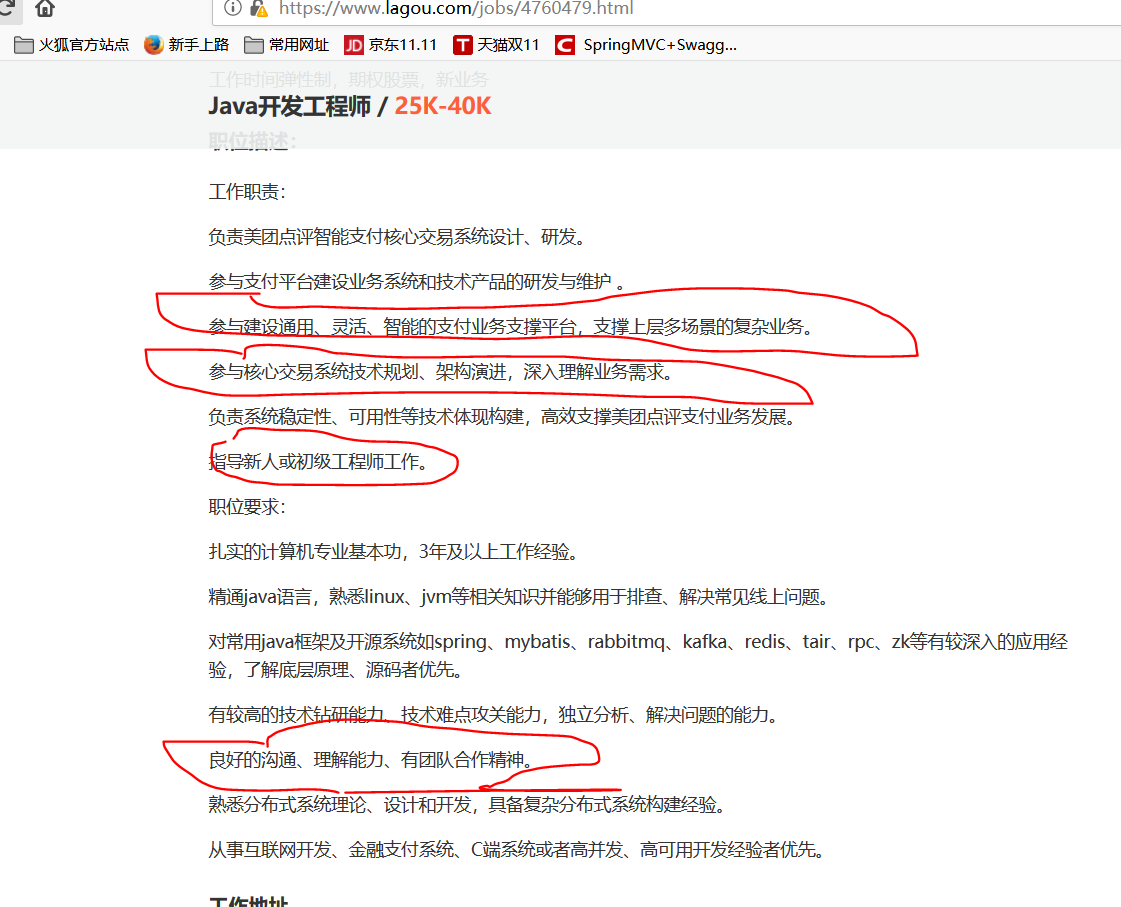 https://www.lagou.com/jobs/4760479.html
火狐官方站点 新手上路 常用网址 JD 京东11.11 T 天猫双11 C SpringMVC+Swagg...
工作时间弹性制，期权股票，新业务
Java开发工程师 / 25K-40K
职位描述：
工作职责：
负责美团点评智能支付核心交易系统设计、研发。
参与支付平台建设业务系统和技术产品的研发与维护 。
参与建设通用、灵活、智能的支付业务支撑平台，支撑上层多场景的复杂业务。
参与核心交易系统技术规划、架构演进，深入理解业务需求。
负责系统稳定性、可用性等技术体现构建，高效支撑美团点评支付业务发展。
指导新人或初级工程师工作。
职位要求：
扎实的计算机专业基本功，3年及以上工作经验。
精通java语言，熟悉linux、jvm等相关知识并能够用于排查、解决常见线上问题。
对常用java框架及开源系统如spring、mybatis、rabbitmq、kafka、redis、tair、rpc、zk等有较深入的应用经
验，了解底层原理、源码者优先。
有较高的技术钻研能力、技术难点攻关能力，独立分析、解决问题的能力。
良好的沟通、理解能力、有团队合作精神。
熟悉分布式系统理论、设计和开发，具备复杂分布式系统构建经验。
从事互联网开发、金融支付系统、C端系统或者高并发、高可用开发经验者优先。
工作地址